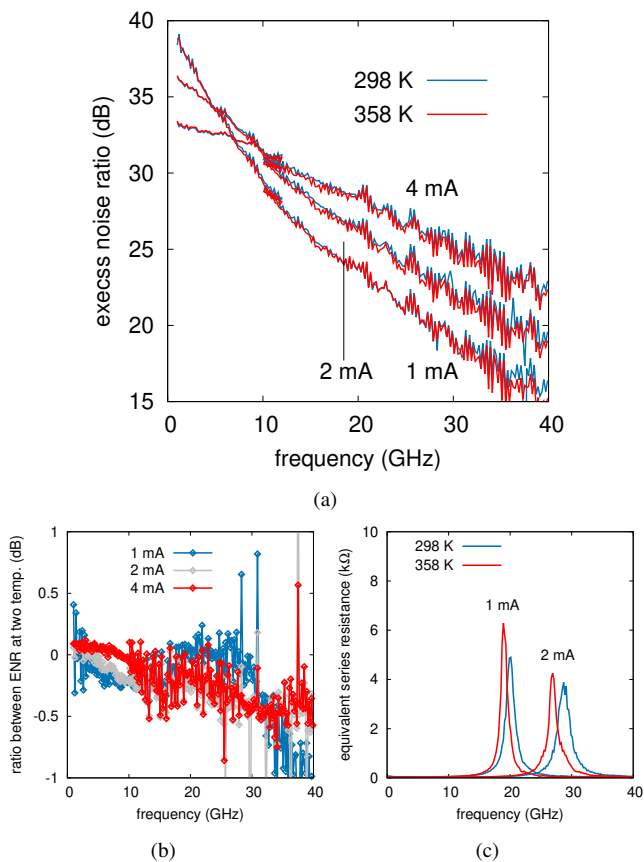 execss noise ratio (dB)
40
35
30
25
20
15
298 K
358 K
4 mA
2 mA
1 mA
0
10
20
30
40
frequency (GHz)
(a)
ratio between ENR at two temp. (dB)
1
0.5
0
-0.5
-1
1 mA
2 mA
4 mA
0
10
20
30
40
frequency (GHz)
(b)
equivalent series resistance (kΩ)
10
8
6
4
2
0
298 K
358 K
1 mA
2 mA
0
10
20
30
40
frequency (GHz)
(c)